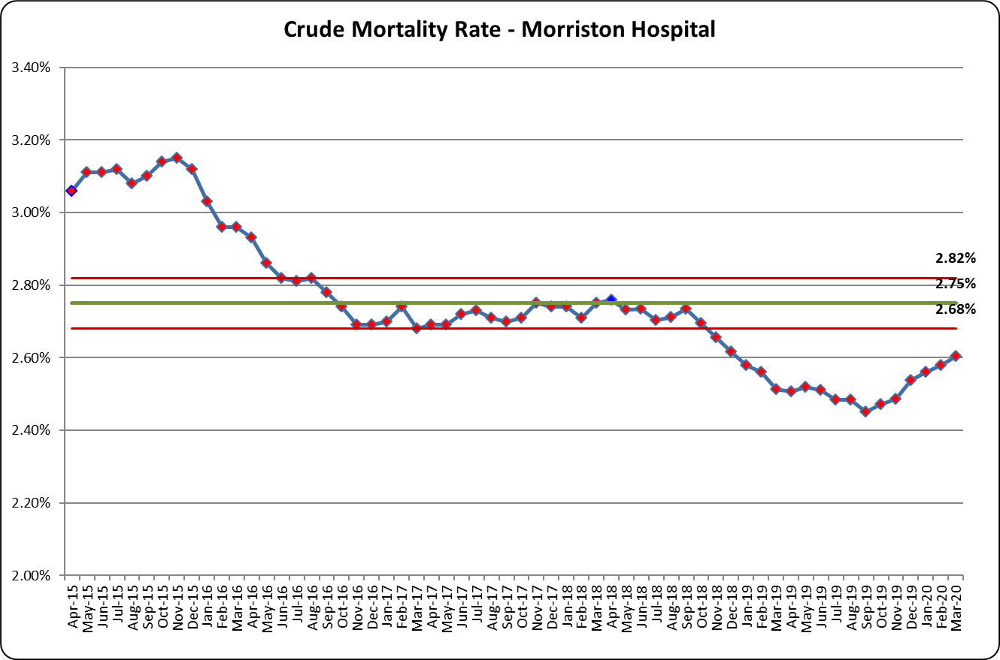 Crude Mortality Rate - Morriston Hospital
3.40%
3.20%
3.00%
2.80%
2.60%
2.40%
2.20%
2.00%
2.82%
2.75%
2.68%
Apr-15
May-15
Jun-15
Jul-15
Aug-15
Sep-15
Oct-15
Nov-15
Dec-15
Jan-16
Feb-16
Mar-16
Apr-16
May-16
Jun-16
Jul-16
Aug-16
Sep-16
Oct-16
Nov-16
Dec-16
Jan-17
Feb-17
Mar-17
Apr-17
May-17
Jun-17
Jul-17
Aug-17
Sep-17
Oct-17
Nov-17
Dec-17
Jan-18
Feb-18
Mar-18
Apr-18
May-18
Jun-18
Jul-18
Aug-18
Sep-18
Oct-18
Nov-18
Dec-18
Jan-19
Feb-19
Mar-19
Apr-19
May-19
Jun-19
Jul-19
Aug-19
Sep-19
Oct-19
Nov-19
Dec-19
Jan-20
Feb-20
Mar-20